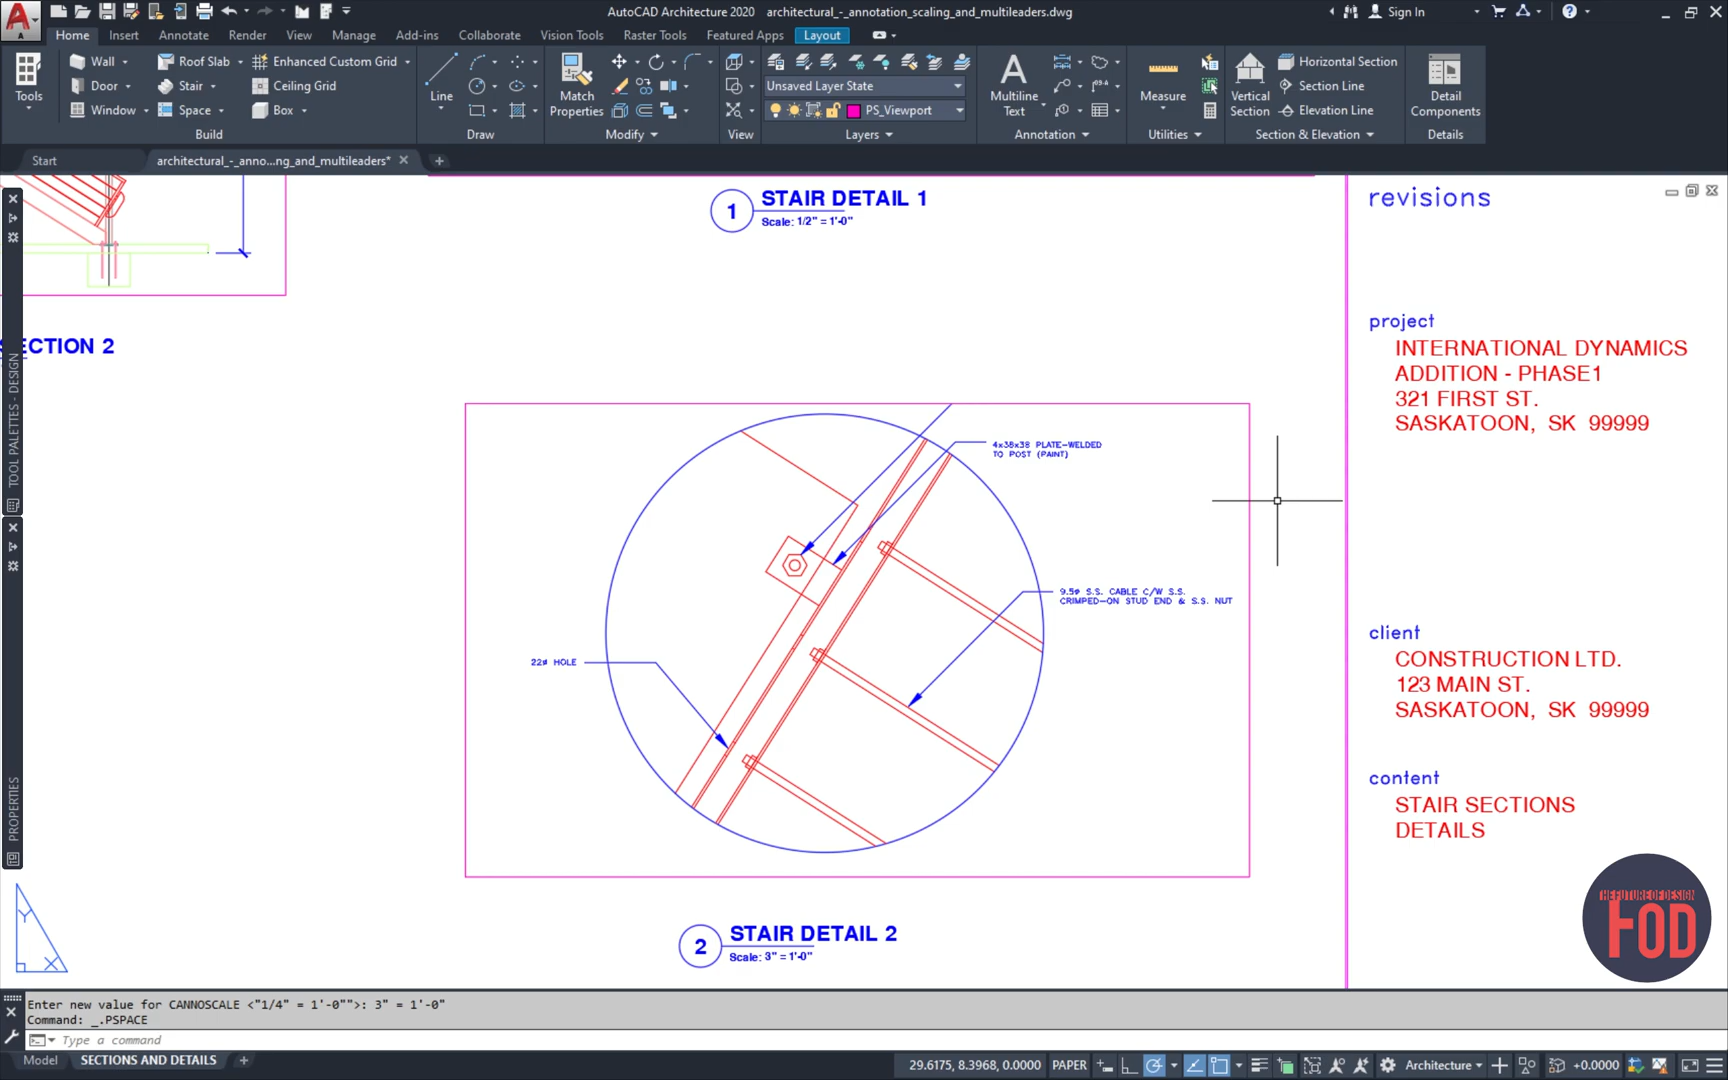 AutoCAD Architecture 2020 architectural_-_annotation_scaling_and_multileaders.dwg
Sign In
Home Insert Annotate Render View Manage Add-ins Collaborate Vision Tools Raster Tools Featured Apps Layout
Tools
Wall
Door
Window
Roof Slab
Stair
Space
Enhanced Custom Grid
Ceiling Grid
Box
Build
Line
Draw
Match
Properties
Modify
View
Unsaved Layer State
PS_Viewport
Layers
Multiline
Text
Annotation
Measure
Utilities
Vertical
Section
Horizontal Section
Section Line
Elevation Line
Section & Elevation
Detail
Components
Details
Start
architectural_-_anno...ng_and_multileaders*
TOOL PALETTES - DESIGN
PROPERTIES
1
STAIR DETAIL 1
Scale: 1/2" = 1'-0"
ECTION 2
4x38x38 PLATE-WELDED
TO POST (PAINT)
9.5ø S.S. CABLE C/W S.S.
CRIMPED-ON STUD END & S.S. NUT
22ø HOLE
2
STAIR DETAIL 2
Scale: 3" = 1'-0"
revisions
project
INTERNATIONAL DYNAMICS
ADDITION - PHASE1
321 FIRST ST.
SASKATOON, SK 99999
client
CONSTRUCTION LTD.
123 MAIN ST.
SASKATOON, SK 99999
content
STAIR SECTIONS
DETAILS
THEFUTUREOFDESIGN
FOD
Y
X
Enter new value for CANNOSCALE <"1/4" = 1'-0"">: 3" = 1'-0"
Command: _.PSPACE
Type a command
Model SECTIONS AND DETAILS
29.6175, 8.3968, 0.0000 PAPER
Architecture
+0.0000